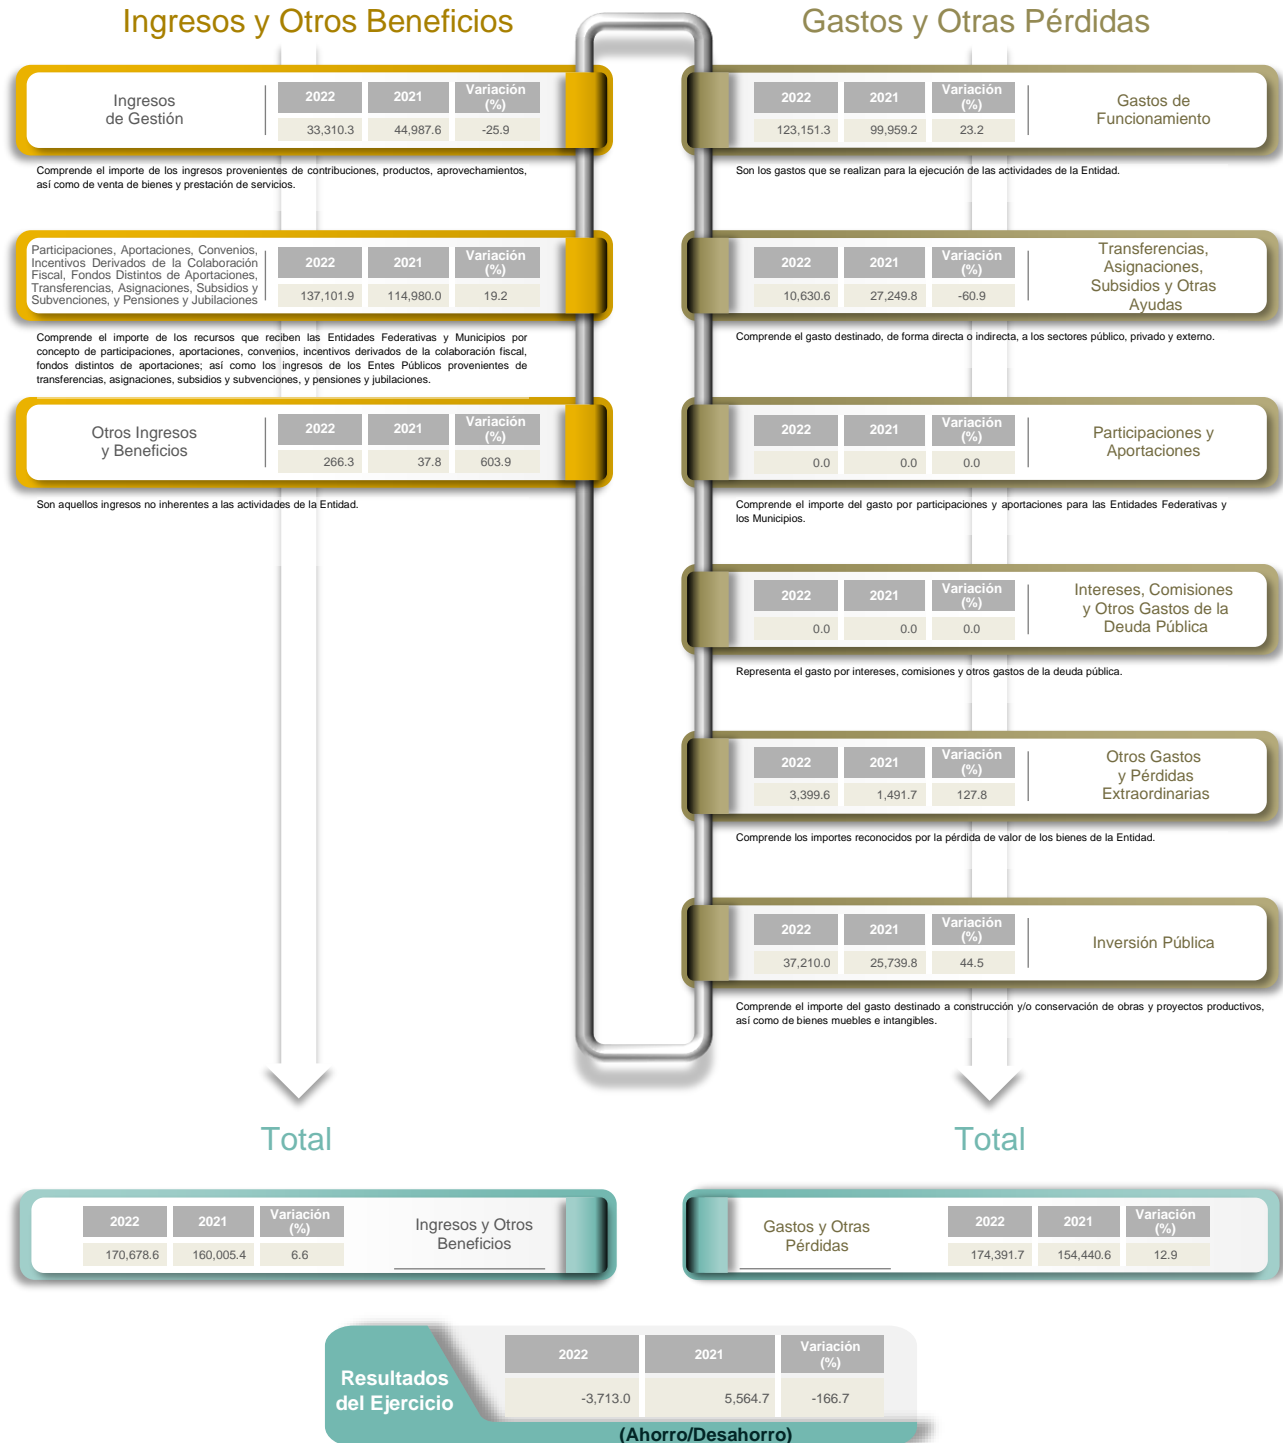 Ingresos y Otros Beneficios
Ingresos
de Gestión
2022 2021 Variación (%)
33,310.3 44,987.6 -25.9
Comprende el importe de los ingresos provenientes de contribuciones, productos, aprovechamientos,
así como de venta de bienes y prestación de servicios.
Participaciones, Aportaciones, Convenios,
Incentivos Derivados de la Colaboración
Fiscal, Fondos Distintos de Aportaciones,
Transferencias, Asignaciones, Subsidios y
Subvenciones, y Pensiones y Jubilaciones
2022 2021 Variación (%)
137,101.9 114,980.0 19.2
Comprende el importe de los recursos que reciben las Entidades Federativas y Municipios por
concepto de participaciones, aportaciones, convenios, incentivos derivados de la colaboración fiscal,
fondos distintos de aportaciones; así como los ingresos de los Entes Públicos provenientes de
transferencias, asignaciones, subsidios y subvenciones, y pensiones y jubilaciones.
Otros Ingresos
y Beneficios
2022 2021 Variación (%)
266.3 37.8 603.9
Son aquellos ingresos no inherentes a las actividades de la Entidad.
Gastos y Otras Pérdidas
2022 2021 Variación (%)
123,151.3 99,959.2 23.2
Gastos de
Funcionamiento
Son los gastos que se realizan para la ejecución de las actividades de la Entidad.
2022 2021 Variación (%)
10,630.6 27,249.8 -60.9
Transferencias,
Asignaciones,
Subsidios y Otras
Ayudas
Comprende el gasto destinado, de forma directa o indirecta, a los sectores público, privado y externo.
2022 2021 Variación (%)
0.0 0.0 0.0
Participaciones y
Aportaciones
Comprende el importe del gasto por participaciones y aportaciones para las Entidades Federativas y
los Municipios.
2022 2021 Variación (%)
0.0 0.0 0.0
Intereses, Comisiones
y Otros Gastos de la
Deuda Pública
Representa el gasto por intereses, comisiones y otros gastos de la deuda pública.
2022 2021 Variación (%)
3,399.6 1,491.7 127.8
Otros Gastos
y Pérdidas
Extraordinarias
Comprende los importes reconocidos por la pérdida de valor de los bienes de la Entidad.
2022 2021 Variación (%)
37,210.0 25,739.8 44.5
Inversión Pública
Comprende el importe del gasto destinado a construcción y/o conservación de obras y proyectos productivos,
así como de bienes muebles e intangibles.
Total
2022 2021 Variación (%)
170,678.6 160,005.4 6.6
Ingresos y Otros
Beneficios
Total
Gastos y Otras
Pérdidas
2022 2021 Variación (%)
174,391.7 154,440.6 12.9
Resultados
del Ejercicio
2022 2021 Variación (%)
-3,713.0 5,564.7 -166.7
(Ahorro/Desahorro)